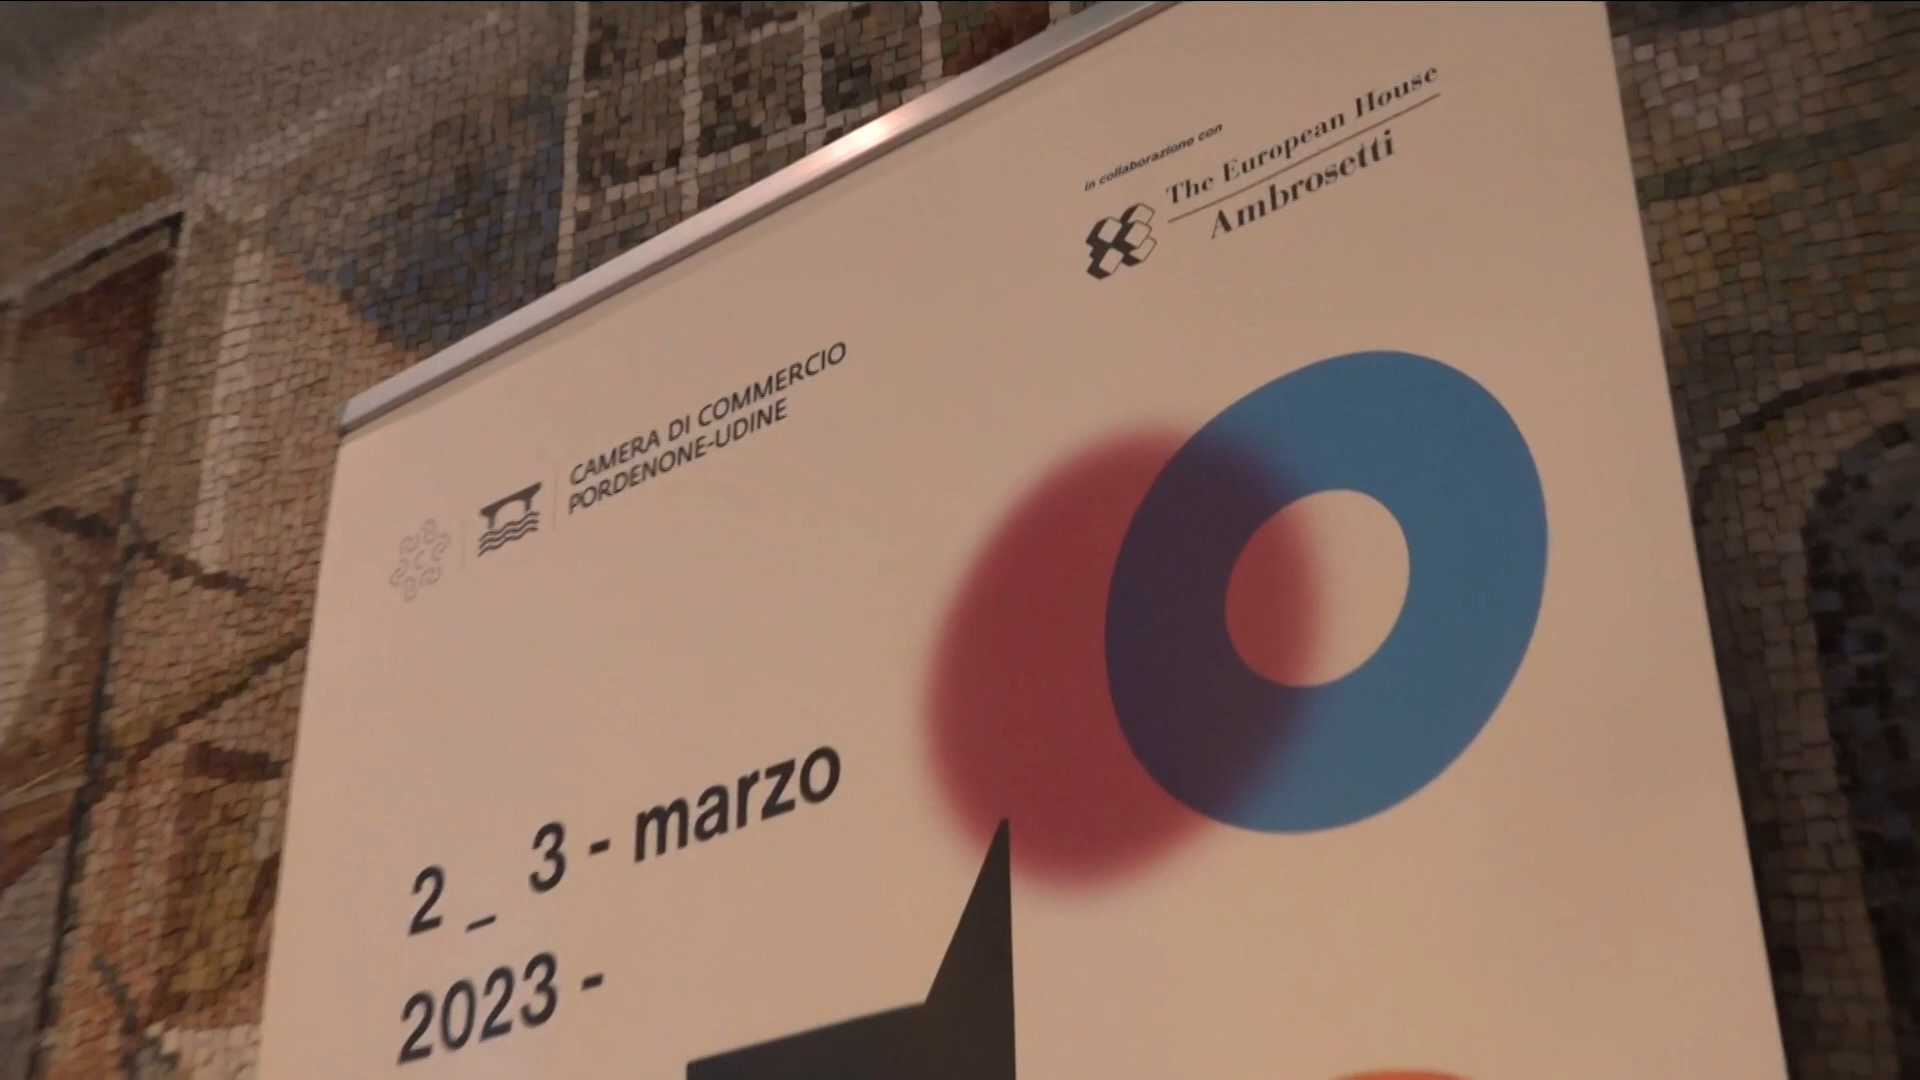 in collaborazione con
The European House
Ambrosetti
CAMERA DI COMMERCIO
PORDENONE-UDINE
2 _ 3 - marzo
2023 -